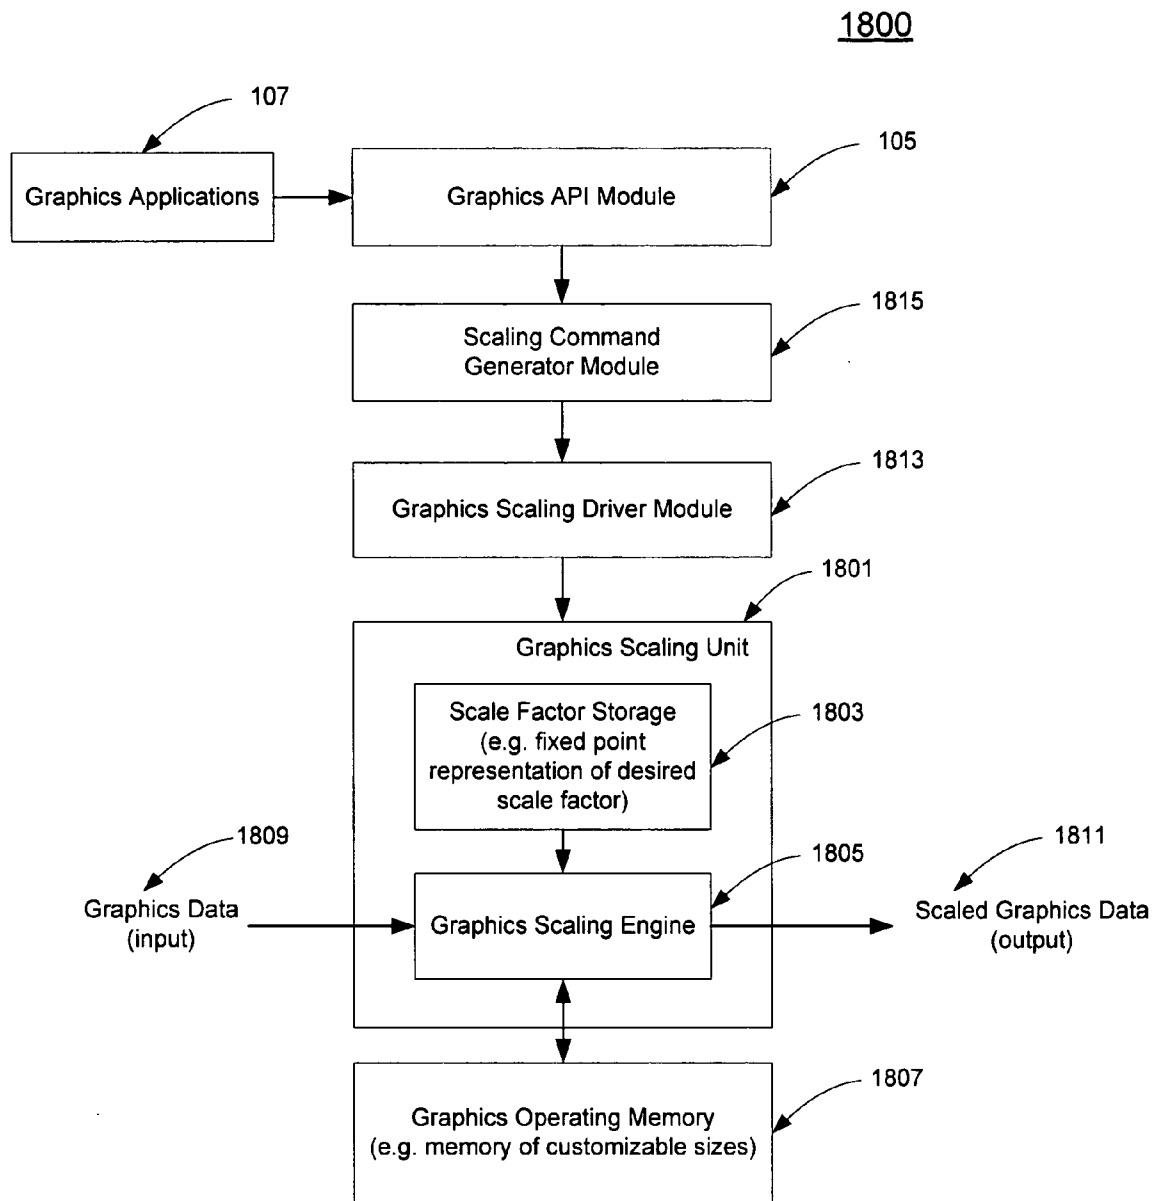 1800
107
105
Graphics Applications
Graphics API Module
1815
Scaling Command
Generator Module
1813
Graphics Scaling Driver Module
1801
Graphics Scaling Unit
Scale Factor Storage
(e.g. fixed point
representation of desired
scale factor)
1803
1809
1805
1811
Graphics Data
(input)
Graphics Scaling Engine
Scaled Graphics Data
(output)
1807
Graphics Operating Memory
(e.g. memory of customizable sizes)